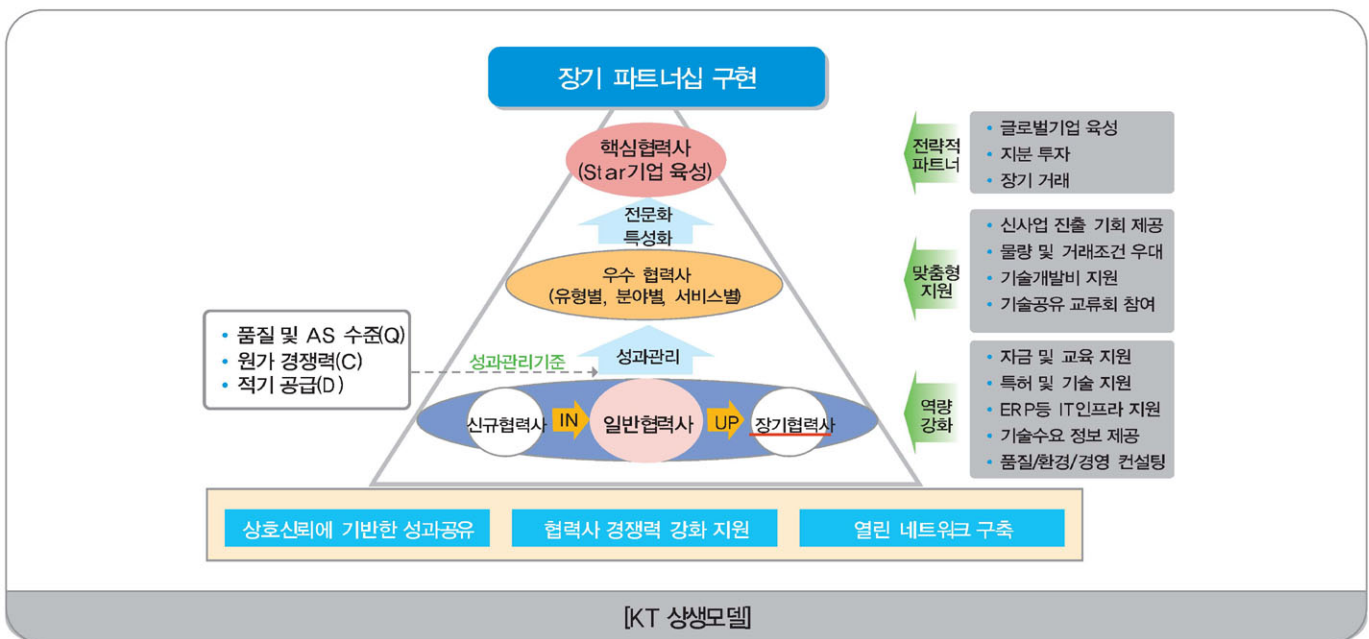 장기 파트너십 구현
핵심협력사
(Star기업 육성)
전문화
특성화
우수 협력사
(유형별, 분야별, 서비스별)
성과관리
성과관리기준
• 품질 및 AS 수준(Q)
• 원가 경쟁력(C)
• 적기 공급(D)
신규협력사
IN
일반협력사
UP
장기협력사
전략적
파트너
• 글로벌기업 육성
• 지분 투자
• 장기 거래
맞춤형
지원
• 신사업 진출 기회 제공
• 물량 및 거래조건 우대
• 기술개발비 지원
• 기술공유 교류회 참여
역량
강화
• 자금 및 교육 지원
• 특허 및 기술 지원
• ERP등 IT인프라 지원
• 기술수요 정보 제공
• 품질/환경/경영 컨설팅
상호신뢰에 기반한 성과공유
협력사 경쟁력 강화 지원
열린 네트워크 구축
[KT 상생모델]